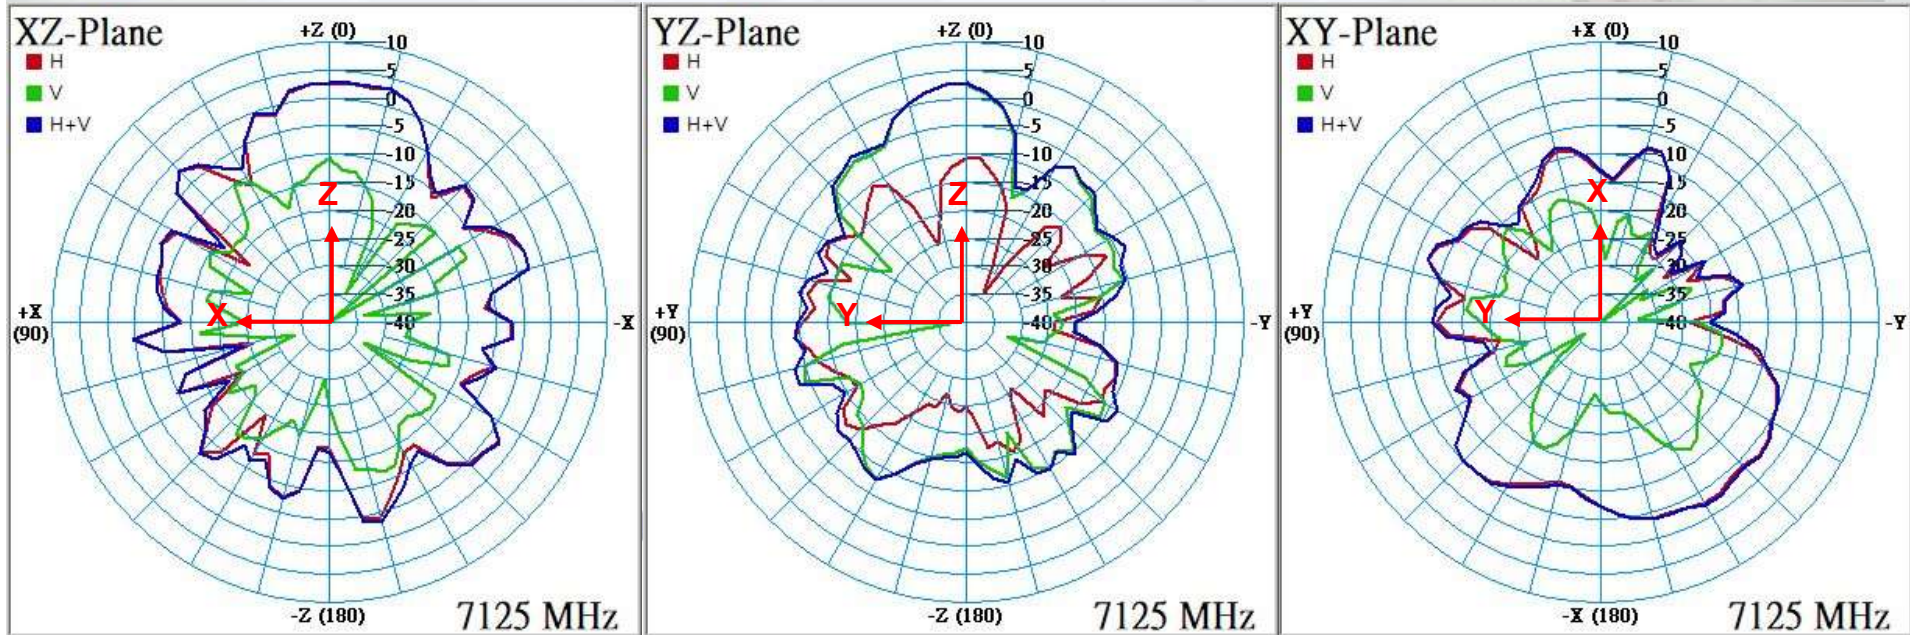 XZ-Plane
H
V
H+V
+Z (0)
10
5
0
-5
-10
-15
-20
-25
-30
-35
-40
Z
X
+X
(90)
-X
-Z (180)
7125 MHz
YZ-Plane
H
V
H+V
+Z (0)
10
5
0
-5
-10
-15
-20
-25
-30
-35
-40
Z
Y
+Y
(90)
-Y
-Z (180)
7125 MHz
XY-Plane
H
V
H+V
+X (0)
10
5
0
-5
-10
-15
-20
-25
-30
-35
-40
X
Y
+Y
(90)
-Y
-X (180)
7125 MHz